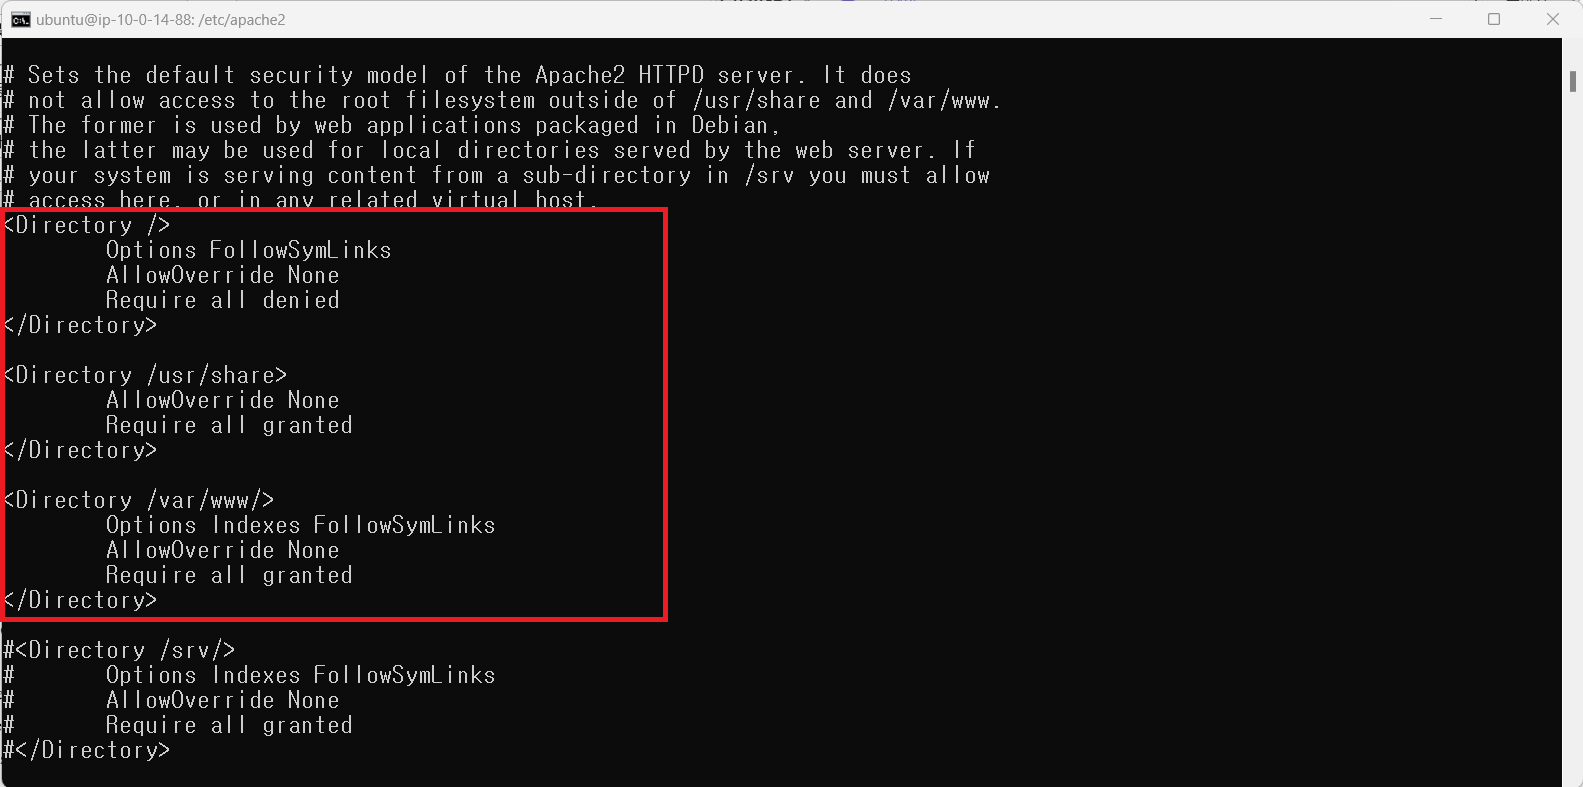 ubuntu@ip-10-0-14-88: /etc/apache2
# Sets the default security model of the Apache2 HTTPD server. It does
# not allow access to the root filesystem outside of /usr/share and /var/www.
# The former is used by web applications packaged in Debian,
# the latter may be used for local directories served by the web server. If
# your system is serving content from a sub-directory in /srv you must allow
# access here, or in any related virtual host.
<Directory />
        Options FollowSymLinks
        AllowOverride None
        Require all denied
</Directory>
<Directory /usr/share>
        AllowOverride None
        Require all granted
</Directory>
<Directory /var/www/>
        Options Indexes FollowSymLinks
        AllowOverride None
        Require all granted
</Directory>
#<Directory /srv/>
#       Options Indexes FollowSymLinks
#       AllowOverride None
#       Require all granted
#</Directory>